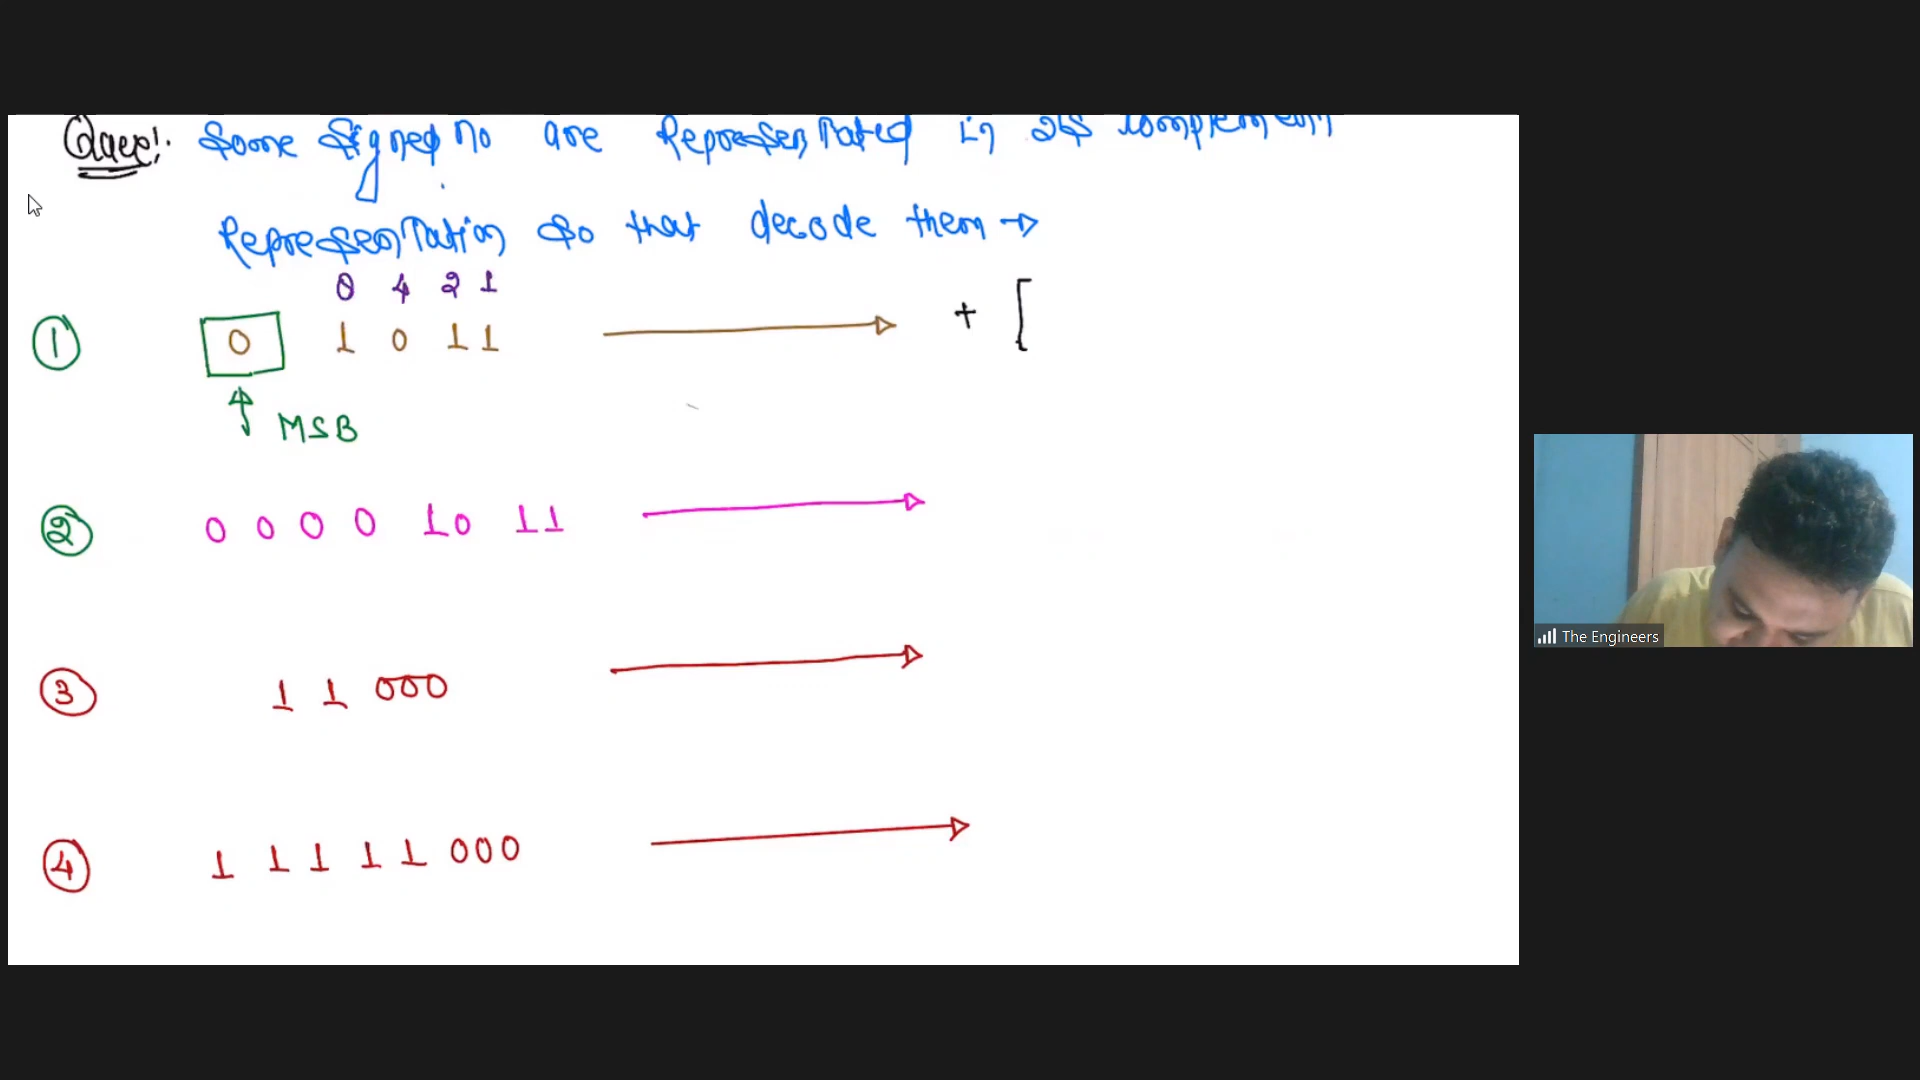 Ques!. Some Signed no are Represented in 2's complement
Representation so that decode them →
8 4 2 1
① 0 1 0 1 1 + [
↑ MSB
② 0 0 0 0 1 0 1 1
③ 1 1 0 0 0
④ 1 1 1 1 1 0 0 0
The Engineers